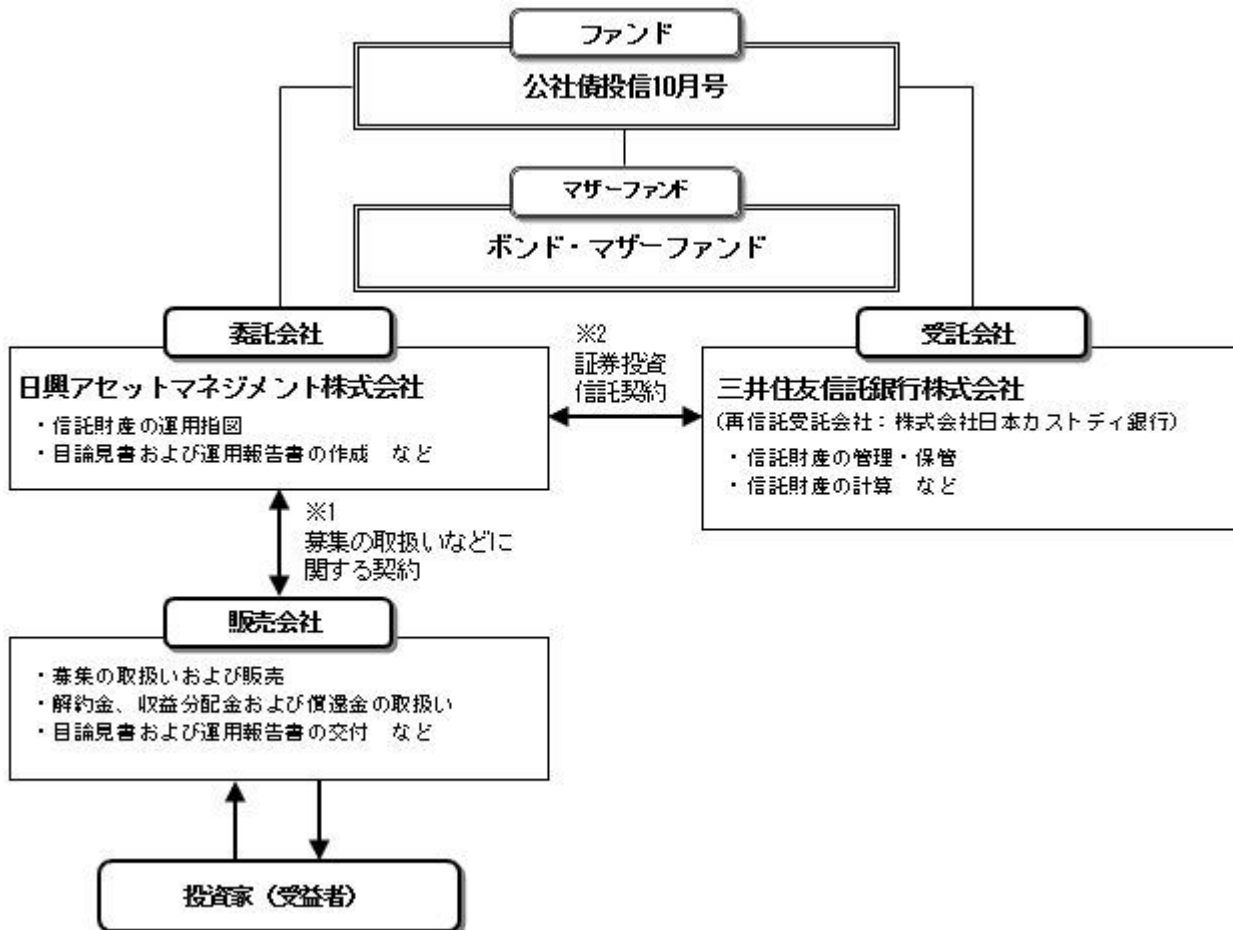 ファンド
公社債投信10月号
マザーファンド
ボンド・マザーファンド
委託会社
日興アセットマネジメント株式会社
・信託財産の運用指図
・目論見書および運用報告書の作成　など
※2
証券投資
信託契約
受託会社
三井住友信託銀行株式会社
(再信託受託会社：株式会社日本カストディ銀行)
・信託財産の管理・保管
・信託財産の計算　など
※1
募集の取扱いなどに
関する契約
販売会社
・募集の取扱いおよび販売
・解約金、収益分配金および償還金の取扱い
・目論見書および運用報告書の交付　など
投資家（受益者）